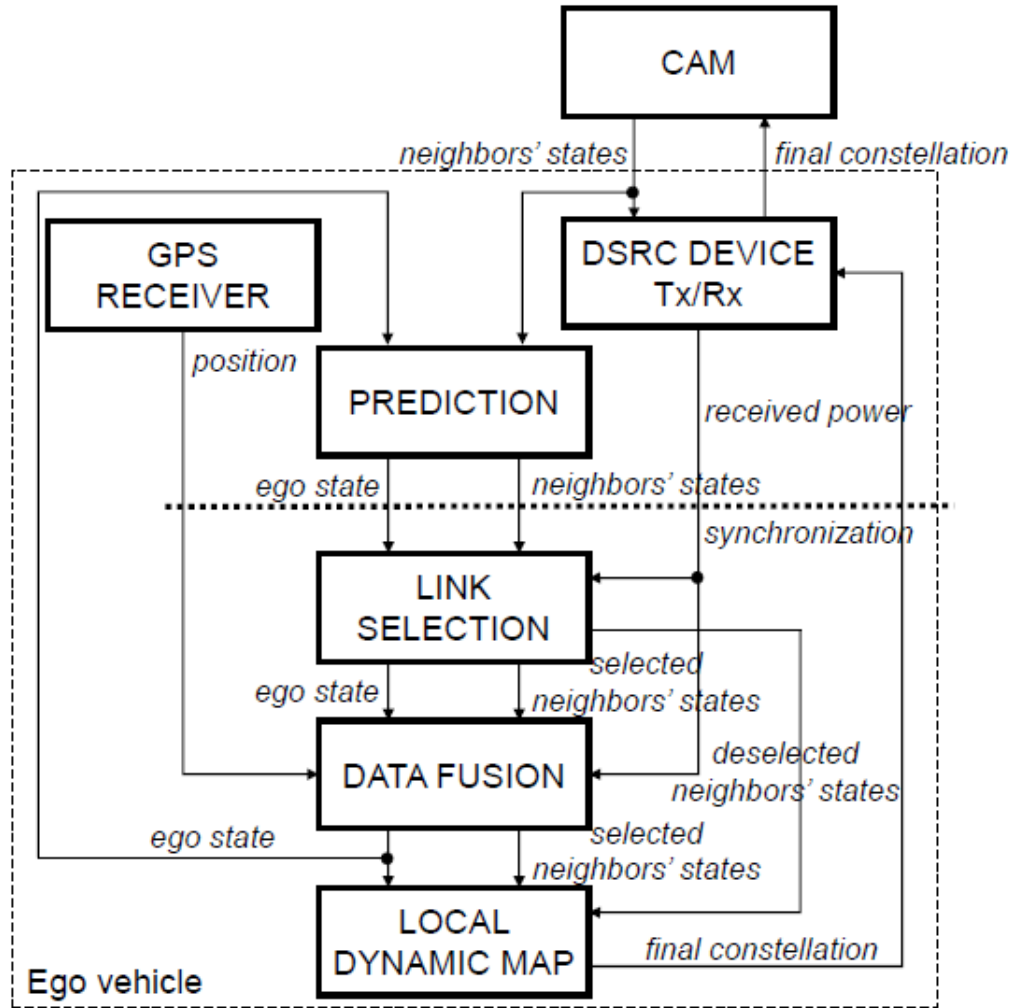 CAM
neighbors' states
final constellation
GPS
RECEIVER
DSRC DEVICE
Tx/Rx
position
PREDICTION
received power
ego state
neighbors' states
synchronization
LINK
SELECTION
selected
ego state
neighbors' states
DATA FUSION
deselected
neighbors' states
ego state
selected
neighbors' states
LOCAL
DYNAMIC MAP
final constellation
Ego vehicle